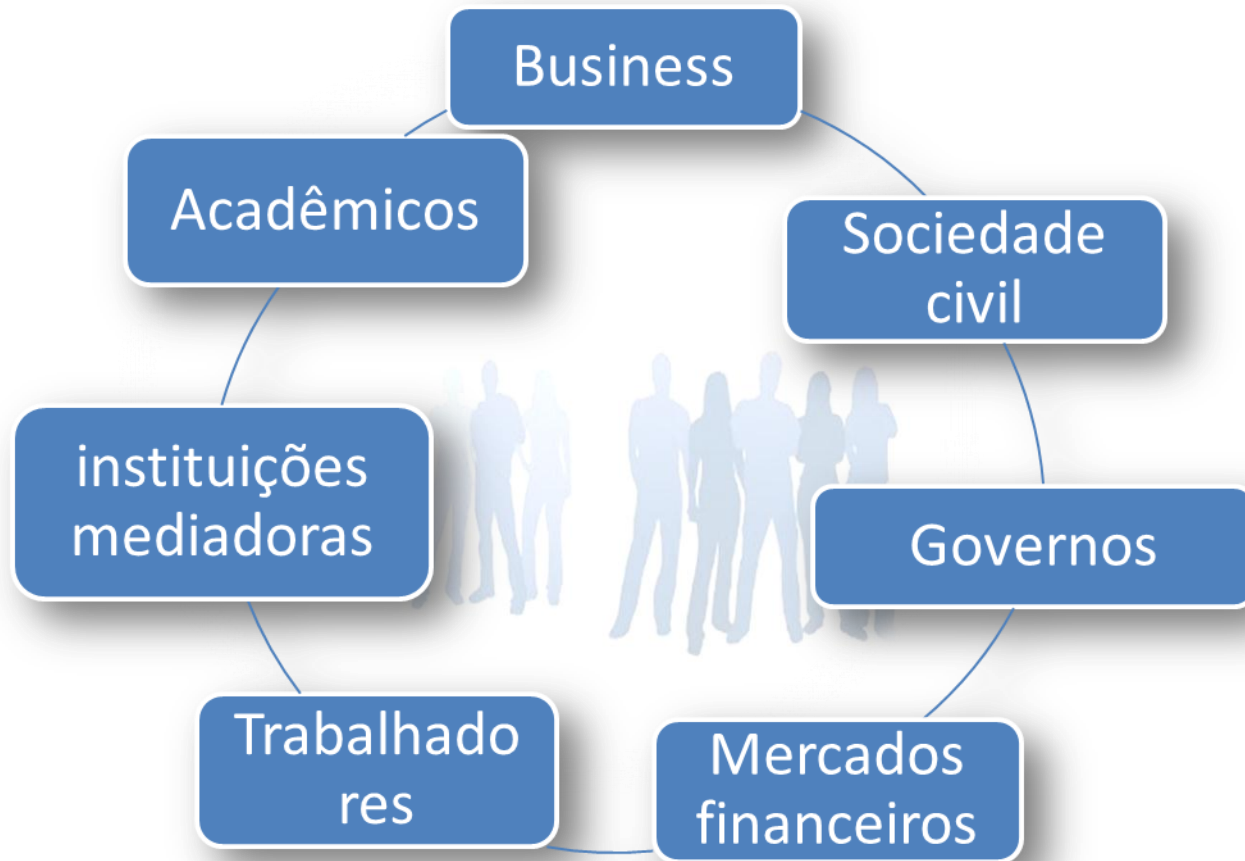 Business
Acadêmicos
Sociedade
civil
instituições
mediadoras
Governos
Trabalhado
res
Mercados
financeiros